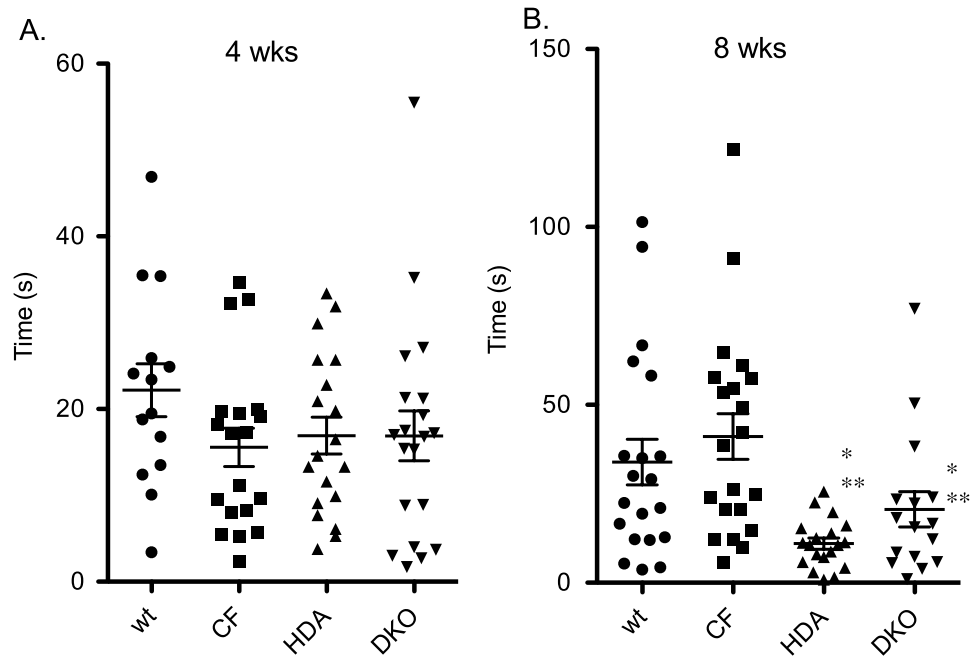 A.
4 wks
Time (s)
60
40
20
0
wt
CF
HDA
DKO
B.
8 wks
Time (s)
150
100
50
0
*
**
*
**
wt
CF
HDA
DKO